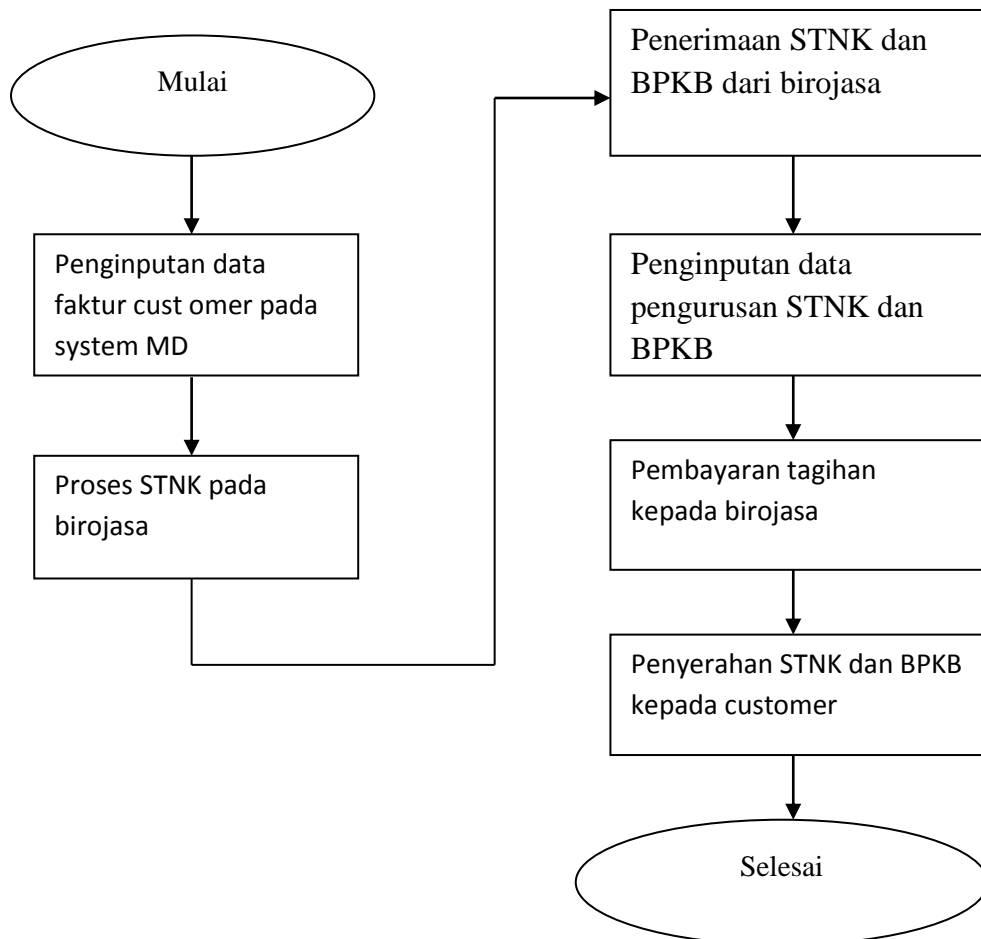 Mulai
Penginputan data
faktur cust omer pada
system MD
Proses STNK pada
birojasa
Penerimaan STNK dan
BPKB dari birojasa
Penginputan data
pengurusan STNK dan
BPKB
Pembayaran tagihan
kepada birojasa
Penyerahan STNK dan BPKB
kepada customer
Selesai